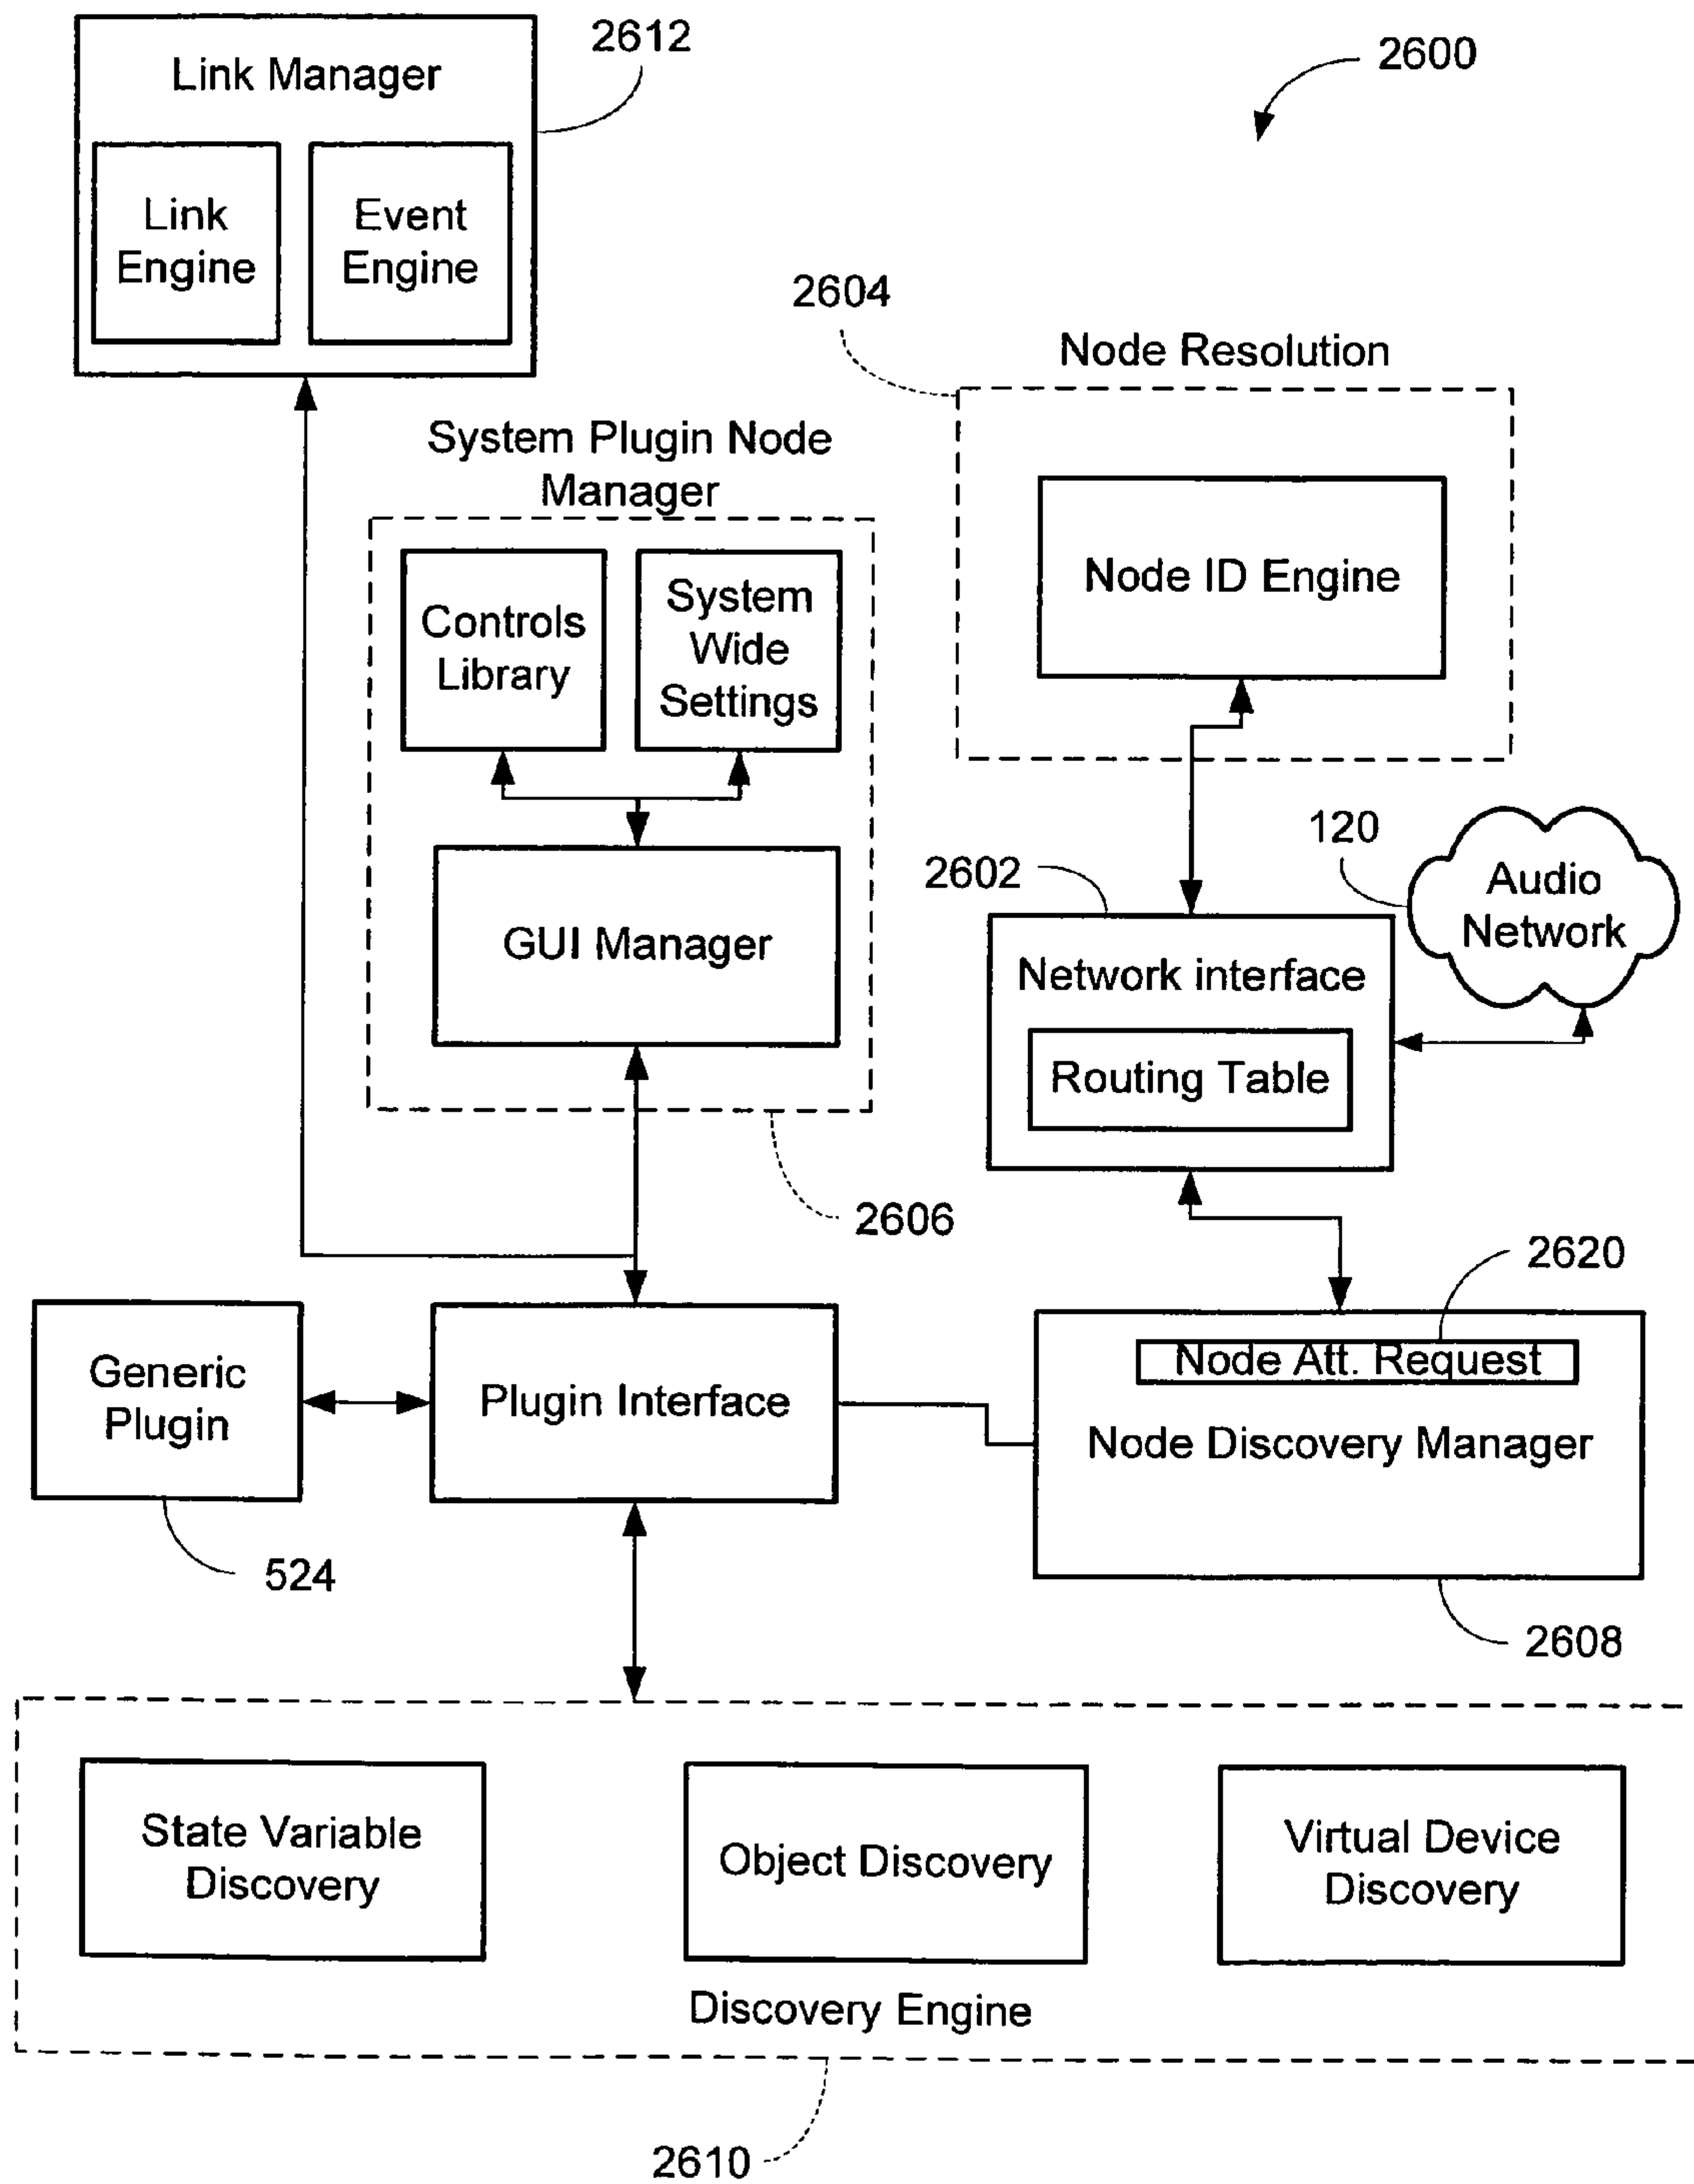 2612
2600
Link Manager
Link
Engine
Event
Engine
2604
Node Resolution
System Plugin Node
Manager
Node ID Engine
Controls
Library
System
Wide
Settings
120
2602
Audio
Network
GUI Manager
Network interface
Routing Table
2606
2620
Generic
Plugin
Plugin Interface
Node Att. Request
Node Discovery Manager
524
2608
State Variable
Discovery
Object Discovery
Virtual Device
Discovery
Discovery Engine
2610